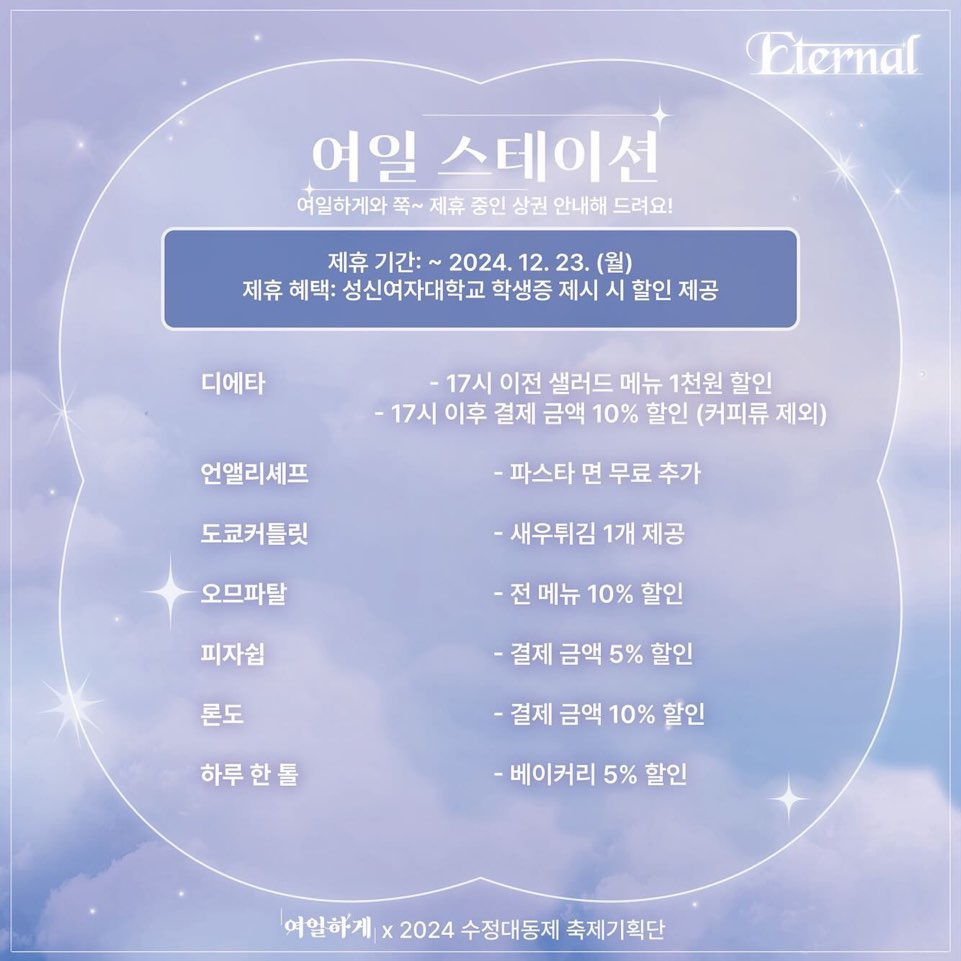 Eternal
여일 스테이션
여일하게와 쭉~ 제휴 중인 상권 안내해 드려요!
제휴 기간: ~ 2024. 12. 23. (월)
제휴 혜택: 성신여자대학교 학생증 제시 시 할인 제공
디에타 - 17시 이전 샐러드 메뉴 1천원 할인
- 17시 이후 결제 금액 10% 할인 (커피류 제외)
언앨리셰프 - 파스타 면 무료 추가
도쿄커틀릿 - 새우튀김 1개 제공
오므파탈 - 전 메뉴 10% 할인
피자쉽 - 결제 금액 5% 할인
론도 - 결제 금액 10% 할인
하루 한 톨 - 베이커리 5% 할인
여일하게 x 2024 수정대동제 축제기획단